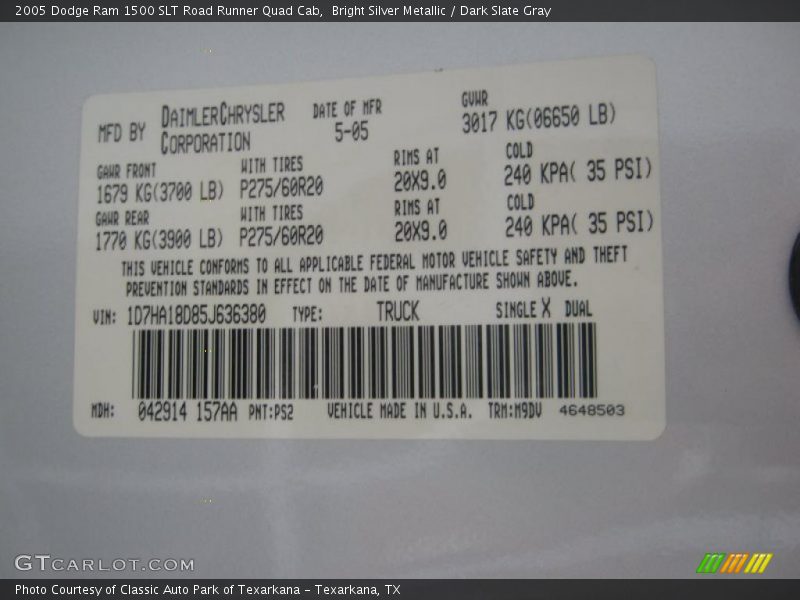 2005 Dodge Ram 1500 SLT Road Runner Quad Cab,  Bright Silver Metallic / Dark Slate Gray
MFD BY DAIMLERCHRYSLER CORPORATION DATE OF MFR 5-05 GVWR 3017 KG(06650 LB)
GAWR FRONT WITH TIRES RIMS AT COLD
1679 KG(3700 LB) P275/60R20 20X9.0 240 KPA( 35 PSI)
GAWR REAR WITH TIRES RIMS AT COLD
1770 KG(3900 LB) P275/60R20 20X9.0 240 KPA( 35 PSI)
THIS VEHICLE CONFORMS TO ALL APPLICABLE FEDERAL MOTOR VEHICLE SAFETY AND THEFT
PREVENTION STANDARDS IN EFFECT ON THE DATE OF MANUFACTURE SHOWN ABOVE.
VIN: 1D7HA18D85J636380 TYPE: TRUCK SINGLE X DUAL
MDH: 042914 157AA PNT:PS2 VEHICLE MADE IN U.S.A. TRM:M9DV 4648503
GTCARLOT.COM
Photo Courtesy of Classic Auto Park of Texarkana – Texarkana, TX